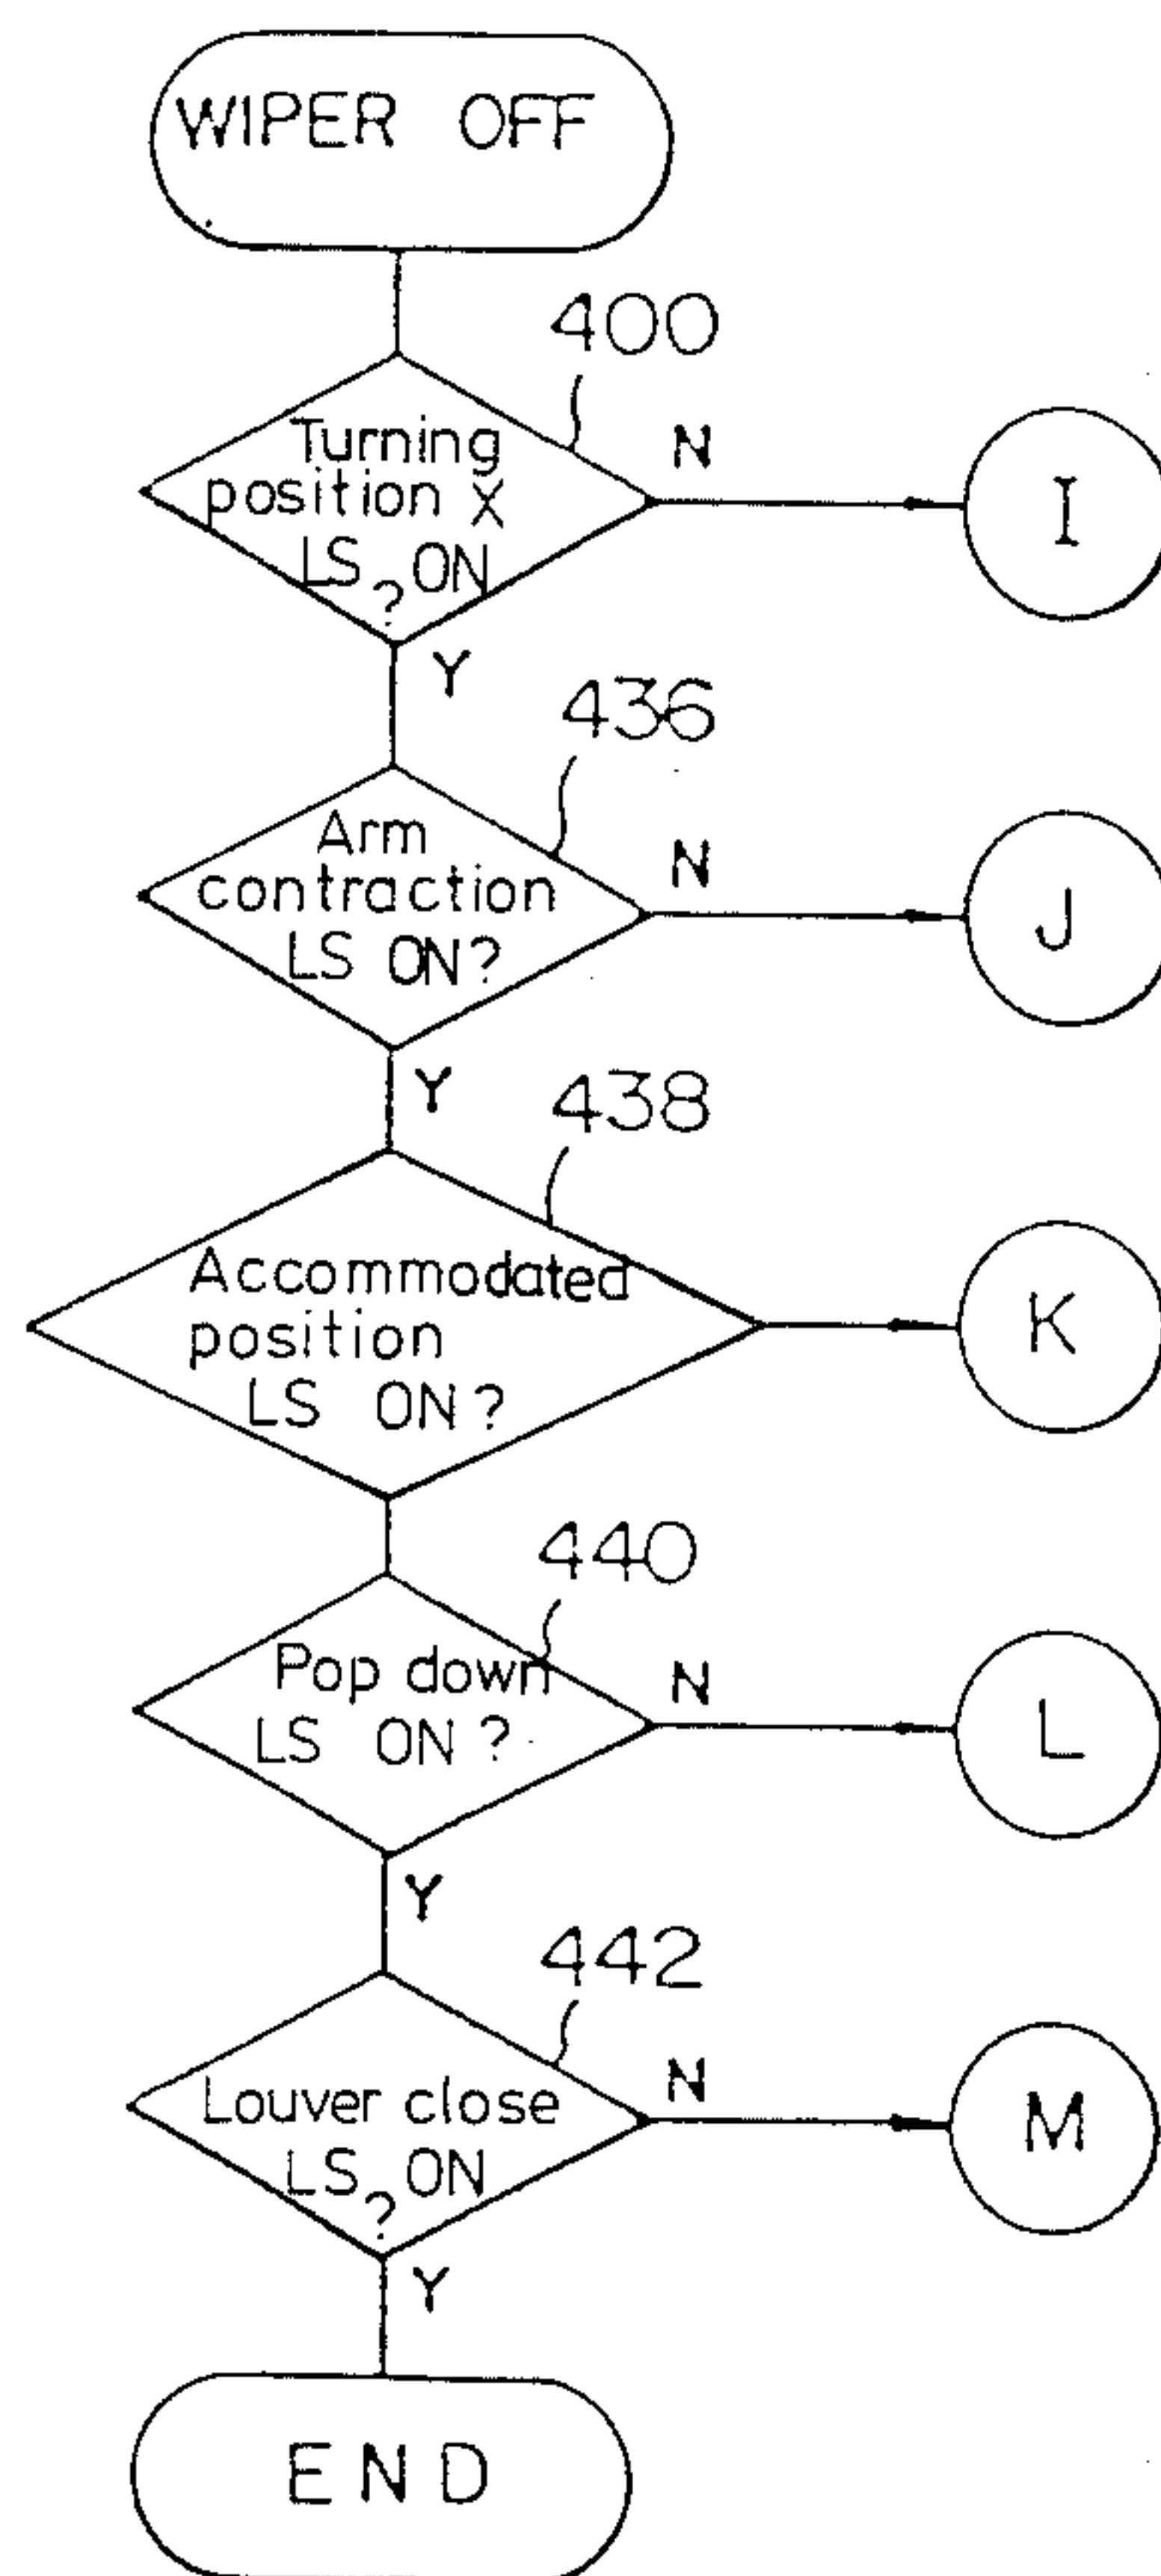 WIPER OFF
400
Turning
position X
LS ON
?
N
I
Y
436
Arm
contraction
LS ON?
N
J
Y
438
Accommodated
position
LS ON?
K
440
Pop down
LS ON ?
N
L
Y
442
Louver close
LS ON
?
N
M
Y
END